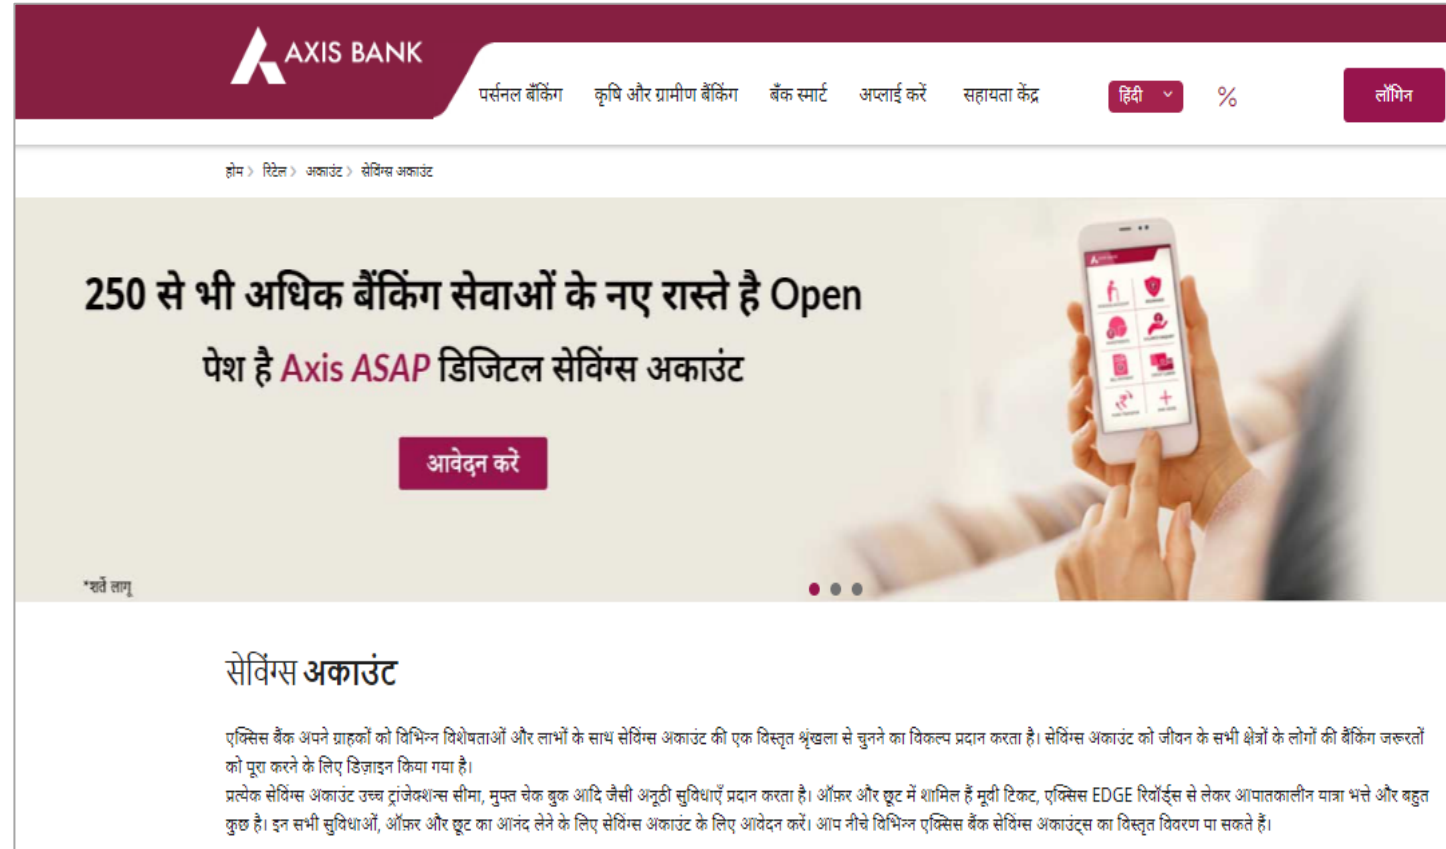 AXIS BANK
पर्सनल बैंकिंग कृषि और ग्रामीण बैंकिंग बैंक स्मार्ट अप्लाई करें सहायता केंद्र हिंदी % लॉगिन
होम > रिटेल > अकाउंट > सेविंग्स अकाउंट
250 से भी अधिक बैंकिंग सेवाओं के नए रास्ते है Open
पेश है Axis ASAP डिजिटल सेविंग्स अकाउंट
आवेदन करें
*शर्तें लागू
सेविंग्स अकाउंट
एक्सिस बैंक अपने ग्राहकों को विभिन्न विशेषताओं और लाभों के साथ सेविंग्स अकाउंट की एक विस्तृत श्रृंखला से चुनने का विकल्प प्रदान करता है। सेविंग्स अकाउंट को जीवन के सभी क्षेत्रों के लोगों की बैंकिंग जरूरतों
को पूरा करने के लिए डिज़ाइन किया गया है।
प्रत्येक सेविंग्स अकाउंट उच्च ट्रांजेक्शन्स सीमा, मुफ्त चेक बुक आदि जैसी अनूठी सुविधाएँ प्रदान करता है। ऑफ़र और छूट में शामिल हैं मूवी टिकट, एक्सिस EDGE रिवॉर्ड्स से लेकर आपातकालीन यात्रा भत्ते और बहुत
कुछ है। इन सभी सुविधाओं, ऑफ़र और छूट का आनंद लेने के लिए सेविंग्स अकाउंट के लिए आवेदन करें। आप नीचे विभिन्न एक्सिस बैंक सेविंग्स अकाउंट्स का विस्तृत विवरण पा सकते हैं।